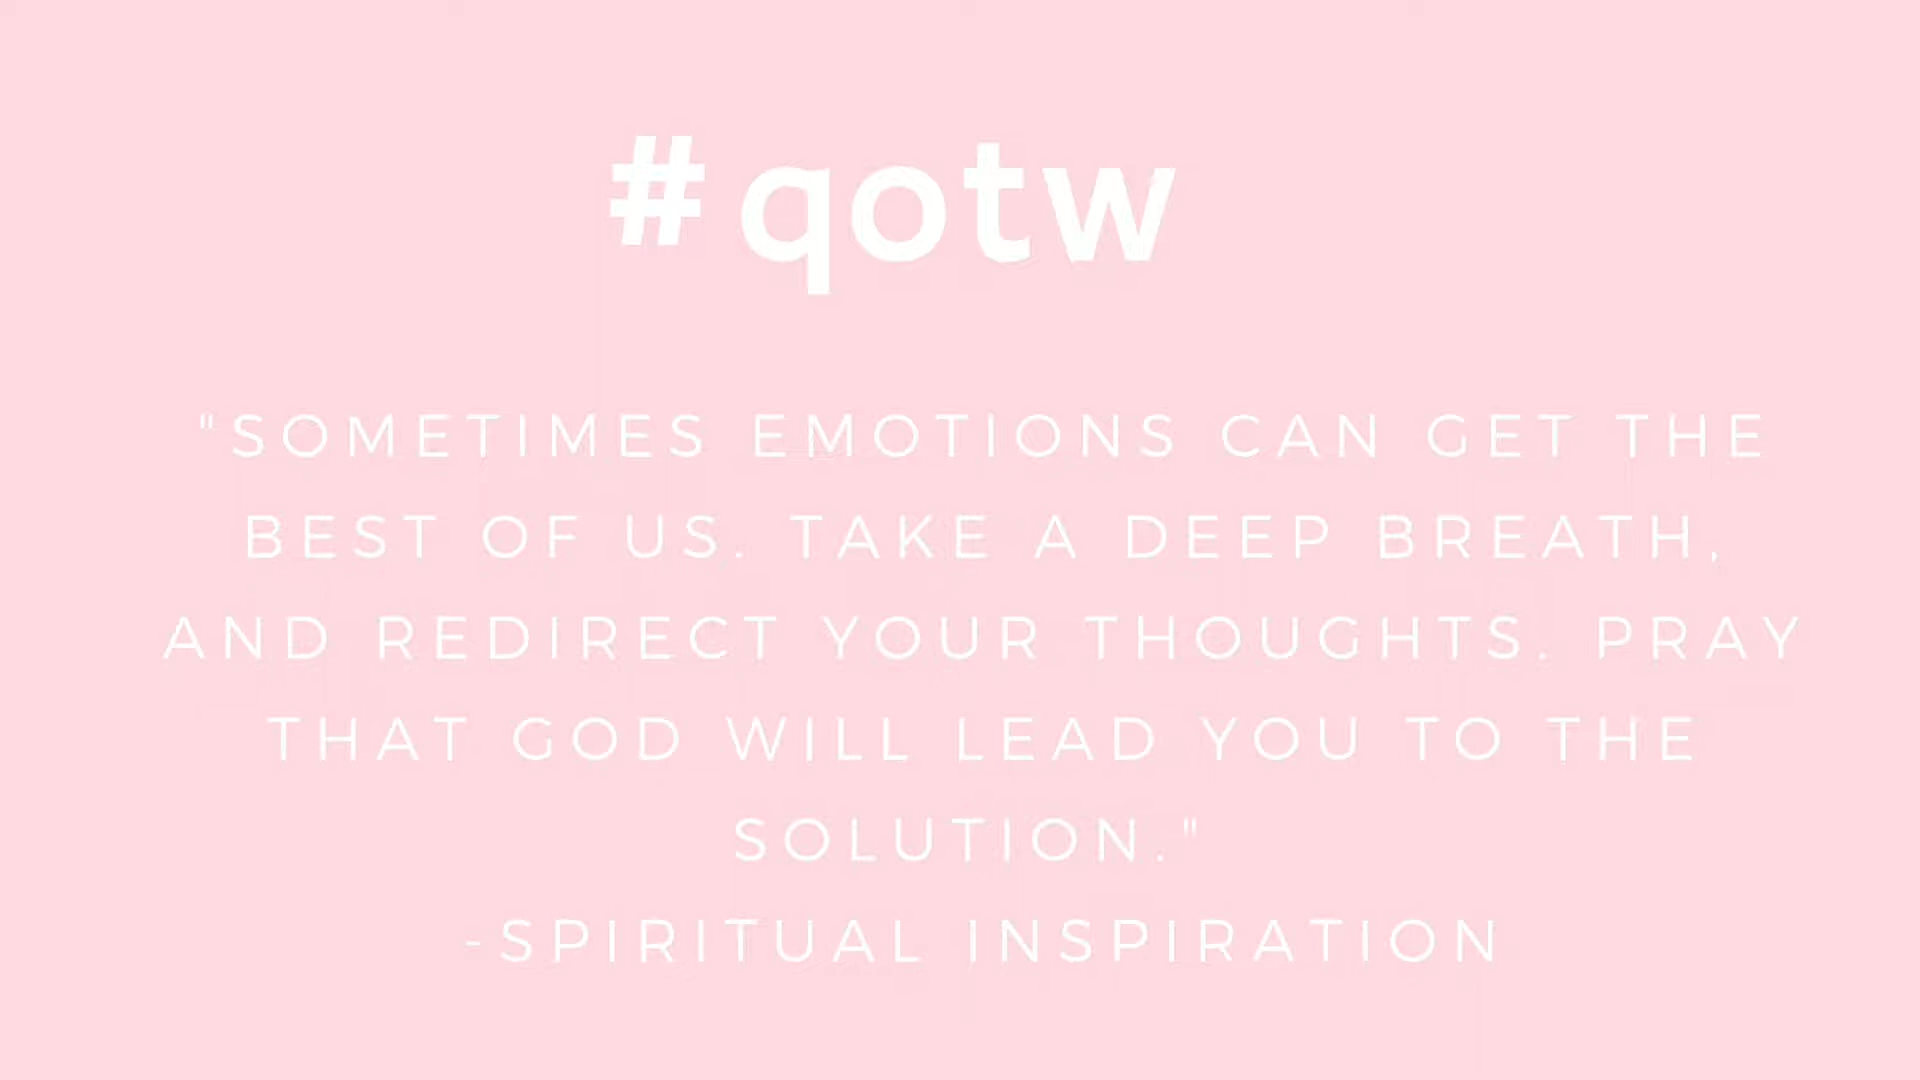 #qotw
"SOMETIMES EMOTIONS CAN GET THE
BEST OF US. TAKE A DEEP BREATH,
AND REDIRECT YOUR THOUGHTS. PRAY
THAT GOD WILL LEAD YOU TO THE
SOLUTION."
-SPIRITUAL INSPIRATION